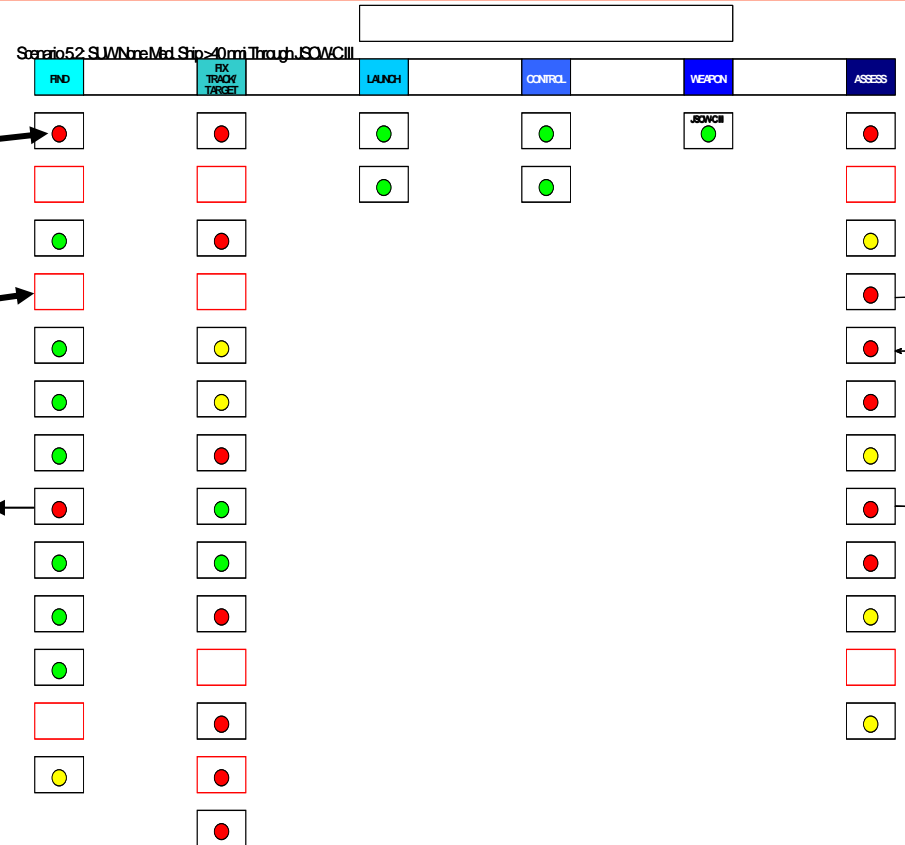 Scenario 5.2: SUW None Med. Ship >40 nmi Through JSOW-C III
FIND
FIX
TRACK/
TARGET
LAUNCH
CONTROL
WEAPON
ASSESS
JSOW-C III